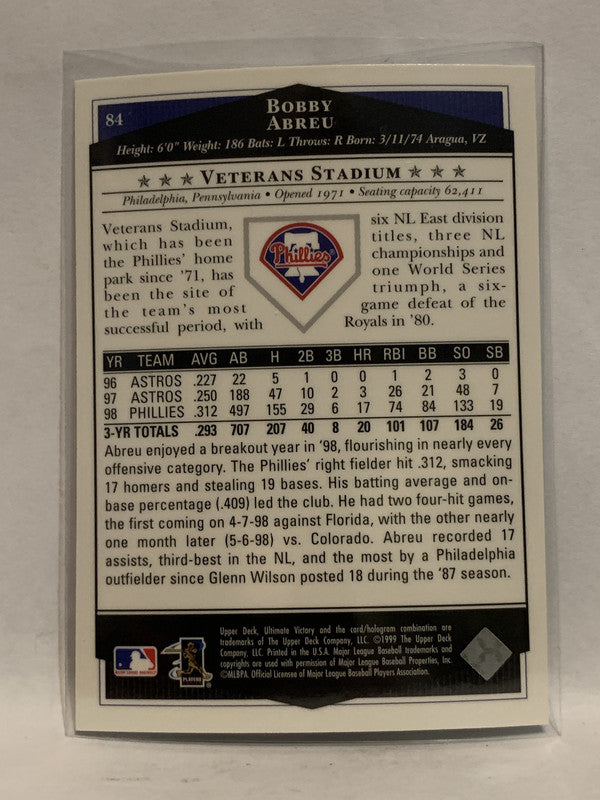 84
BOBBY
ABREU
Height: 6'0" Weight: 186 Bats: L Throws: R Born: 3/11/74 Aragua, VZ
★ ★ ★ VETERANS STADIUM ★ ★ ★
Philadelphia, Pennsylvania • Opened 1971 • Seating capacity 62,411
Veterans Stadium,
which has been
the Phillies' home
park since '71, has
been the site of
the team's most
successful period, with
Phillies
six NL East division
titles, three NL
championships and
one World Series
triumph, a six-
game defeat of the
Royals in '80.
YR TEAM AVG AB H 2B 3B HR RBI BB SO SB
96 ASTROS .227 22 5 1 0 0 1 2 3 0
97 ASTROS .250 188 47 10 2 3 26 21 48 7
98 PHILLIES .312 497 155 29 6 17 74 84 133 19
3-YR TOTALS .293 707 207 40 8 20 101 107 184 26
Abreu enjoyed a breakout year in '98, flourishing in nearly every
offensive category. The Phillies' right fielder hit .312, smacking
17 homers and stealing 19 bases. His batting average and on-
base percentage (.409) led the club. He had two four-hit games,
the first coming on 4-7-98 against Florida, with the other nearly
one month later (5-6-98) vs. Colorado. Abreu recorded 17
assists, third-best in the NL, and the most by a Philadelphia
outfielder since Glenn Wilson posted 18 during the '87 season.
Upper Deck, Ultimate Victory and the card/hologram combination are
trademarks of The Upper Deck Company, LLC. ©1999 The Upper Deck
Company, LLC. Printed in the U.S.A. Major League Baseball trademarks and
copyrights are used with permission of Major League Baseball Properties, Inc.
©MLBPA. Official Licensee of Major League Baseball Players Association.
PLAYERS